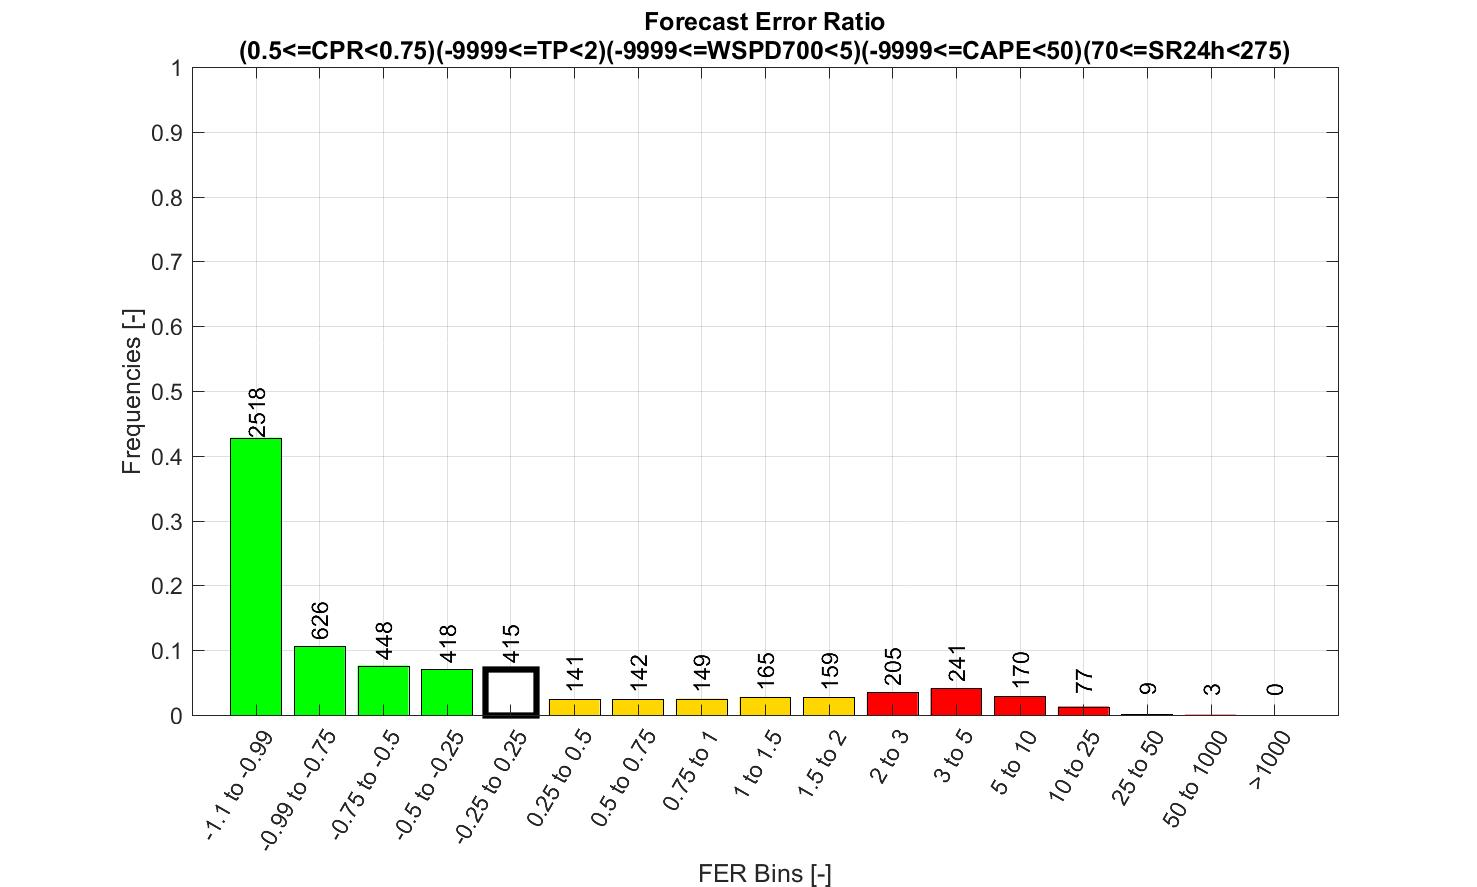 Forecast Error Ratio
(0.5<=CPR<0.75)(-9999<=TP<2)(-9999<=WSPD700<5)(-9999<=CAPE<50)(70<=SR24h<275)
1
0.9
0.8
0.7
0.6
0.5
0.4
0.3
0.2
0.1
0
Frequencies [-]
2518
626
448
418
415
141
142
149
165
159
205
241
170
77
9
3
0
-1.1 to -0.99
-0.99 to -0.75
-0.75 to -0.5
-0.5 to -0.25
-0.25 to 0.25
0.25 to 0.5
0.5 to 0.75
0.75 to 1
1 to 1.5
1.5 to 2
2 to 3
3 to 5
5 to 10
10 to 25
25 to 50
50 to 1000
>1000
FER Bins [-]